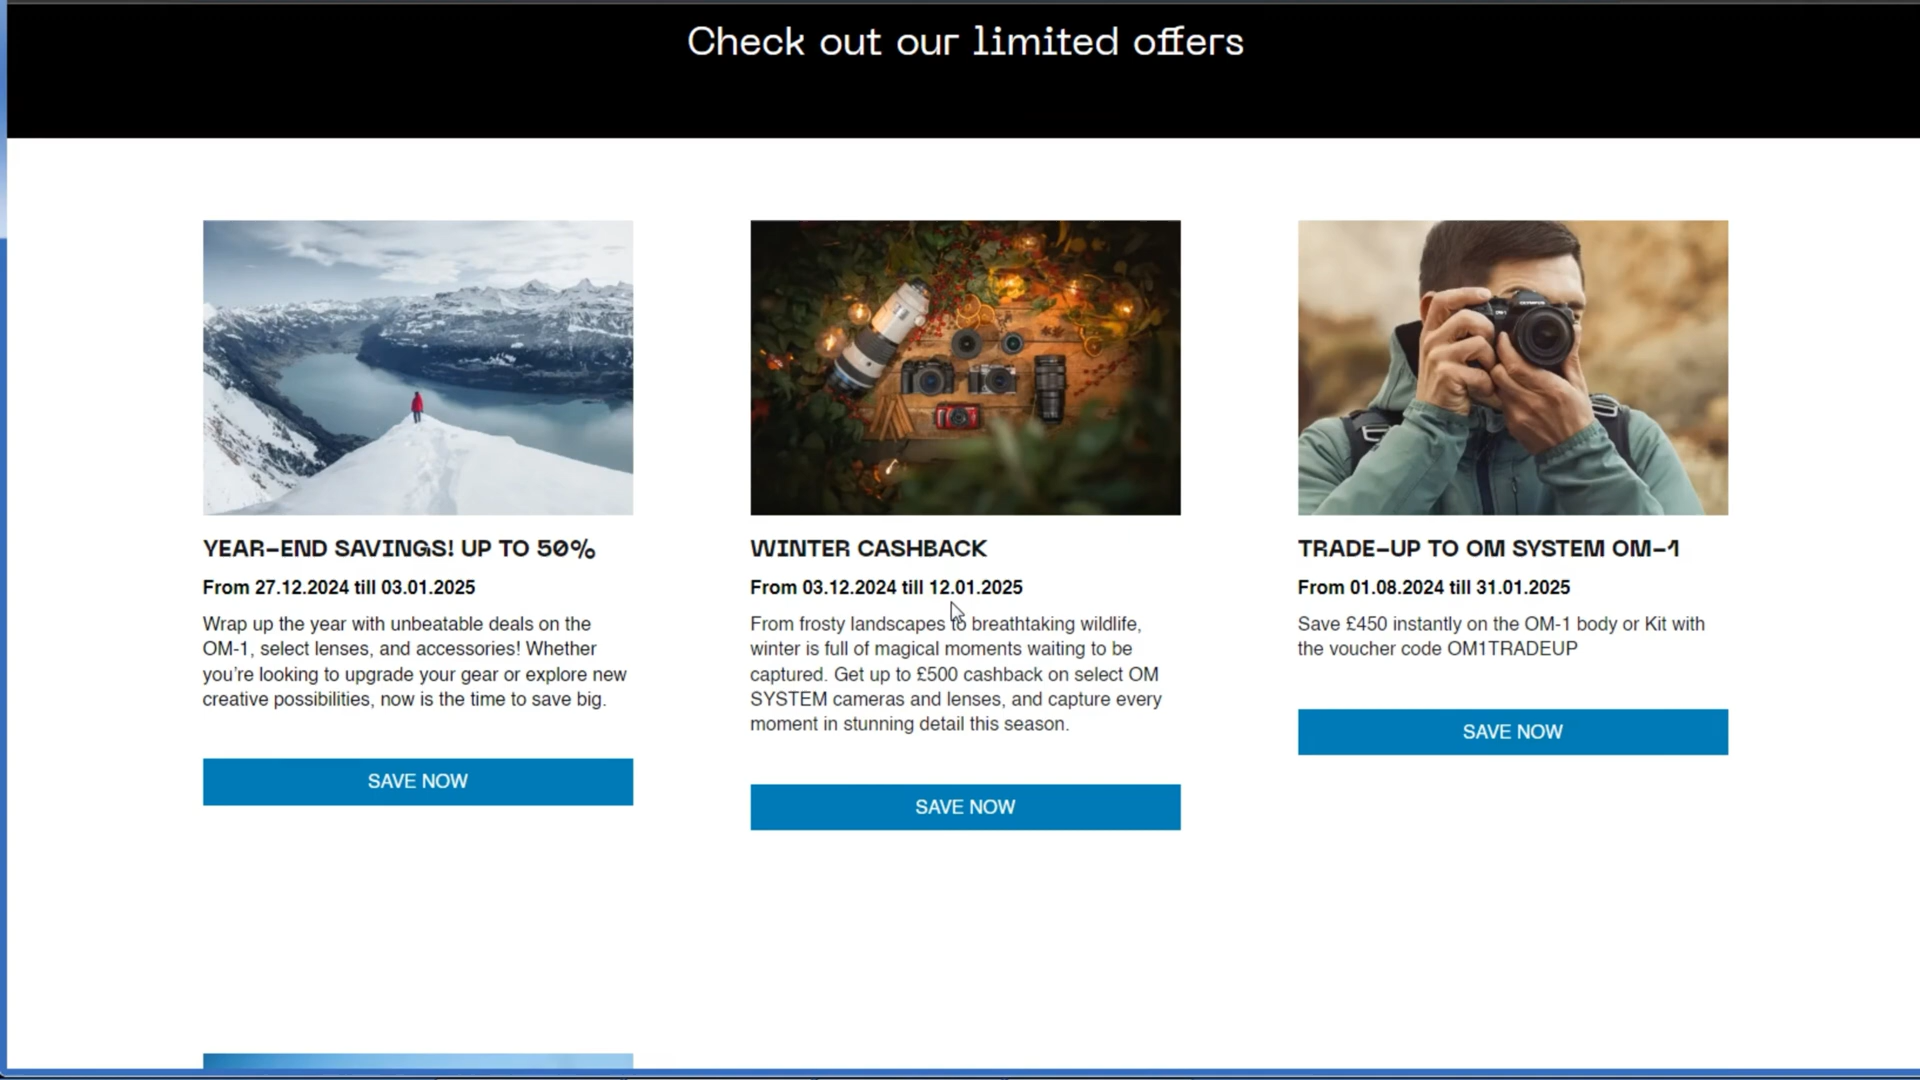 Check out our limited offers
YEAR-END SAVINGS! UP TO 50%
From 27.12.2024 till 03.01.2025
Wrap up the year with unbeatable deals on the
OM-1, select lenses, and accessories! Whether
you’re looking to upgrade your gear or explore new
creative possibilities, now is the time to save big.
SAVE NOW
WINTER CASHBACK
From 03.12.2024 till 12.01.2025
From frosty landscapes to breathtaking wildlife,
winter is full of magical moments waiting to be
captured. Get up to £500 cashback on select OM
SYSTEM cameras and lenses, and capture every
moment in stunning detail this season.
SAVE NOW
OLYMPUS
TRADE-UP TO OM SYSTEM OM-1
From 01.08.2024 till 31.01.2025
Save £450 instantly on the OM-1 body or Kit with
the voucher code OM1TRADEUP
SAVE NOW